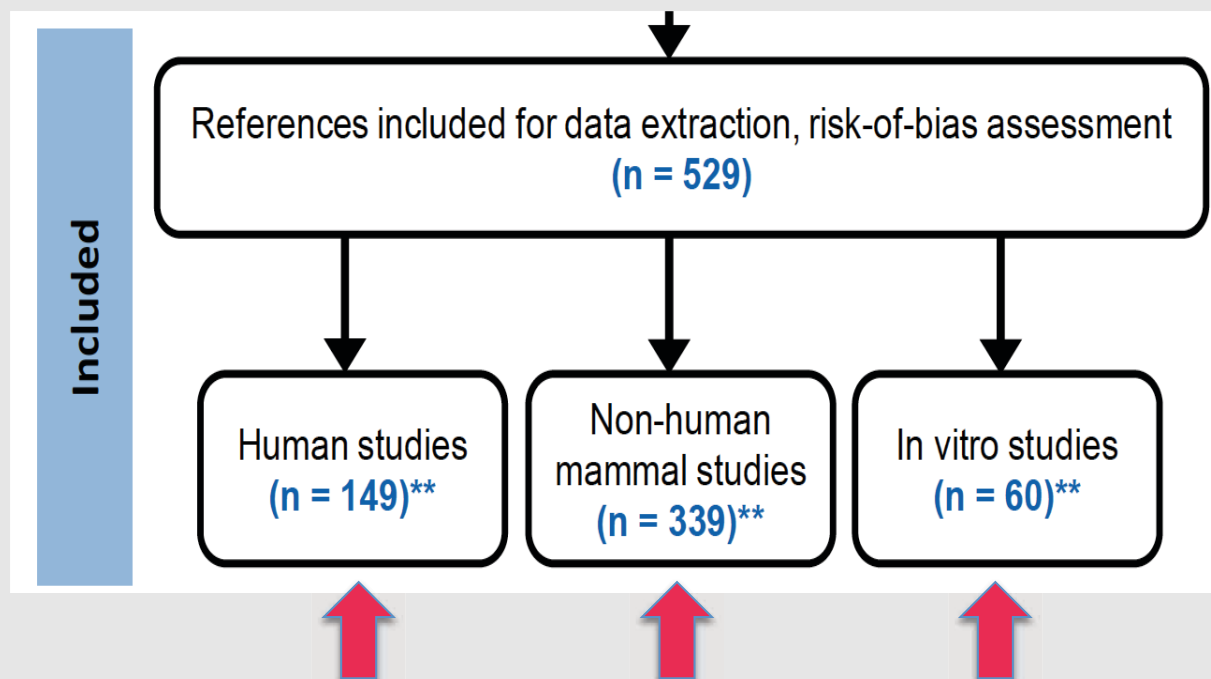 Included
References included for data extraction, risk-of-bias assessment
(n = 529)
Human studies
(n = 149)**
Non-human
mammal studies
(n = 339)**
In vitro studies
(n = 60)**